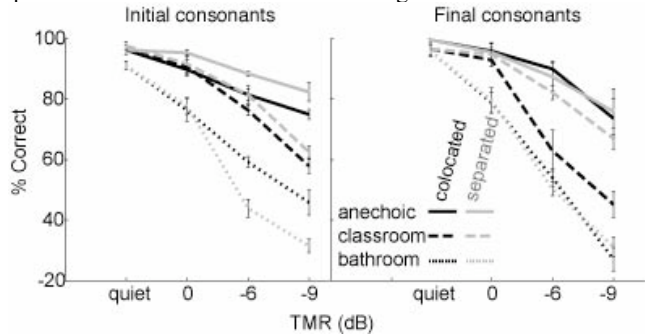 Initial consonants Final consonants
100
80
60
40
20
% Correct
colocated separated
anechoic
classroom
bathroom
quiet 0 -6 -9 quiet 0 -6 -9
TMR (dB)